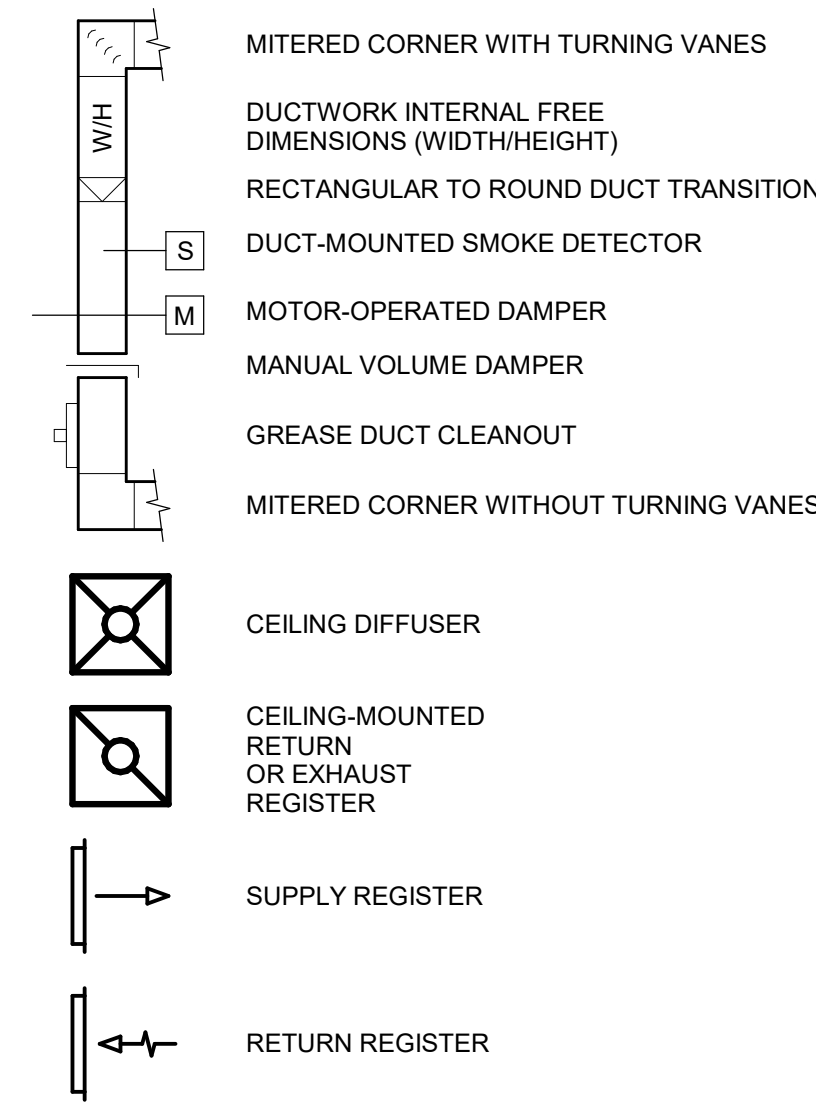 MITERED CORNER WITH TURNING VANES
W/H
DUCTWORK INTERNAL FREE
DIMENSIONS (WIDTH/HEIGHT)
RECTANGULAR TO ROUND DUCT TRANSITION
S
DUCT-MOUNTED SMOKE DETECTOR
M
MOTOR-OPERATED DAMPER
MANUAL VOLUME DAMPER
GREASE DUCT CLEANOUT
MITERED CORNER WITHOUT TURNING VANES
CEILING DIFFUSER
CEILING-MOUNTED
RETURN
OR EXHAUST
REGISTER
SUPPLY REGISTER
RETURN REGISTER